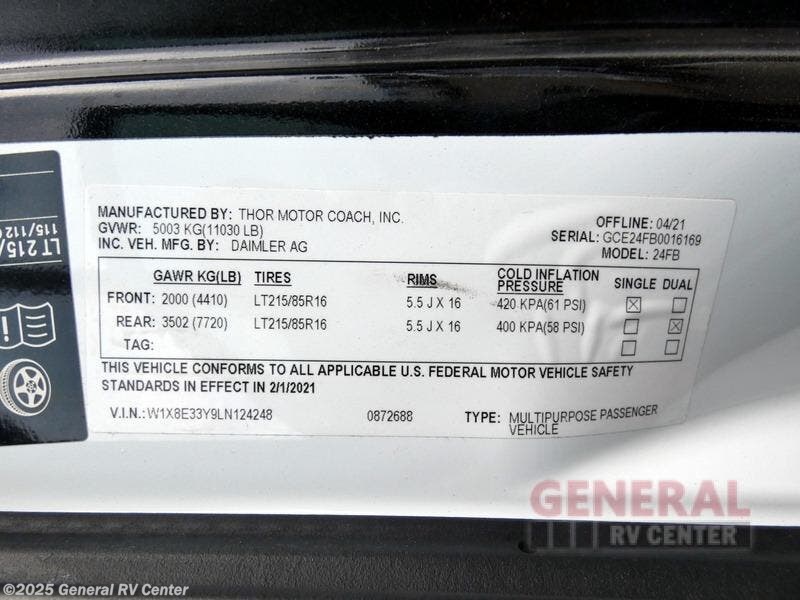 MANUFACTURED BY: THOR MOTOR COACH, INC.
OFFLINE: 04/21
GVWR: 5003 KG(11030 LB)
SERIAL: GCE24FB0016169
INC. VEH. MFG. BY: DAIMLER AG
MODEL: 24FB
GAWR KG(LB) TIRES RIMS COLD INFLATION PRESSURE SINGLE DUAL
FRONT: 2000 (4410) LT215/85R16 5.5 J X 16 420 KPA(61 PSI)
REAR: 3502 (7720) LT215/85R16 5.5 J X 16 400 KPA(58 PSI)
TAG:
THIS VEHICLE CONFORMS TO ALL APPLICABLE U.S. FEDERAL MOTOR VEHICLE SAFETY
STANDARDS IN EFFECT IN 2/1/2021
V.I.N.: W1X8E33Y9LN124248 0872688 TYPE: MULTIPURPOSE PASSENGER
VEHICLE
LT 215/
115/112
GENERAL
RV CENTER
©2025 General RV Center